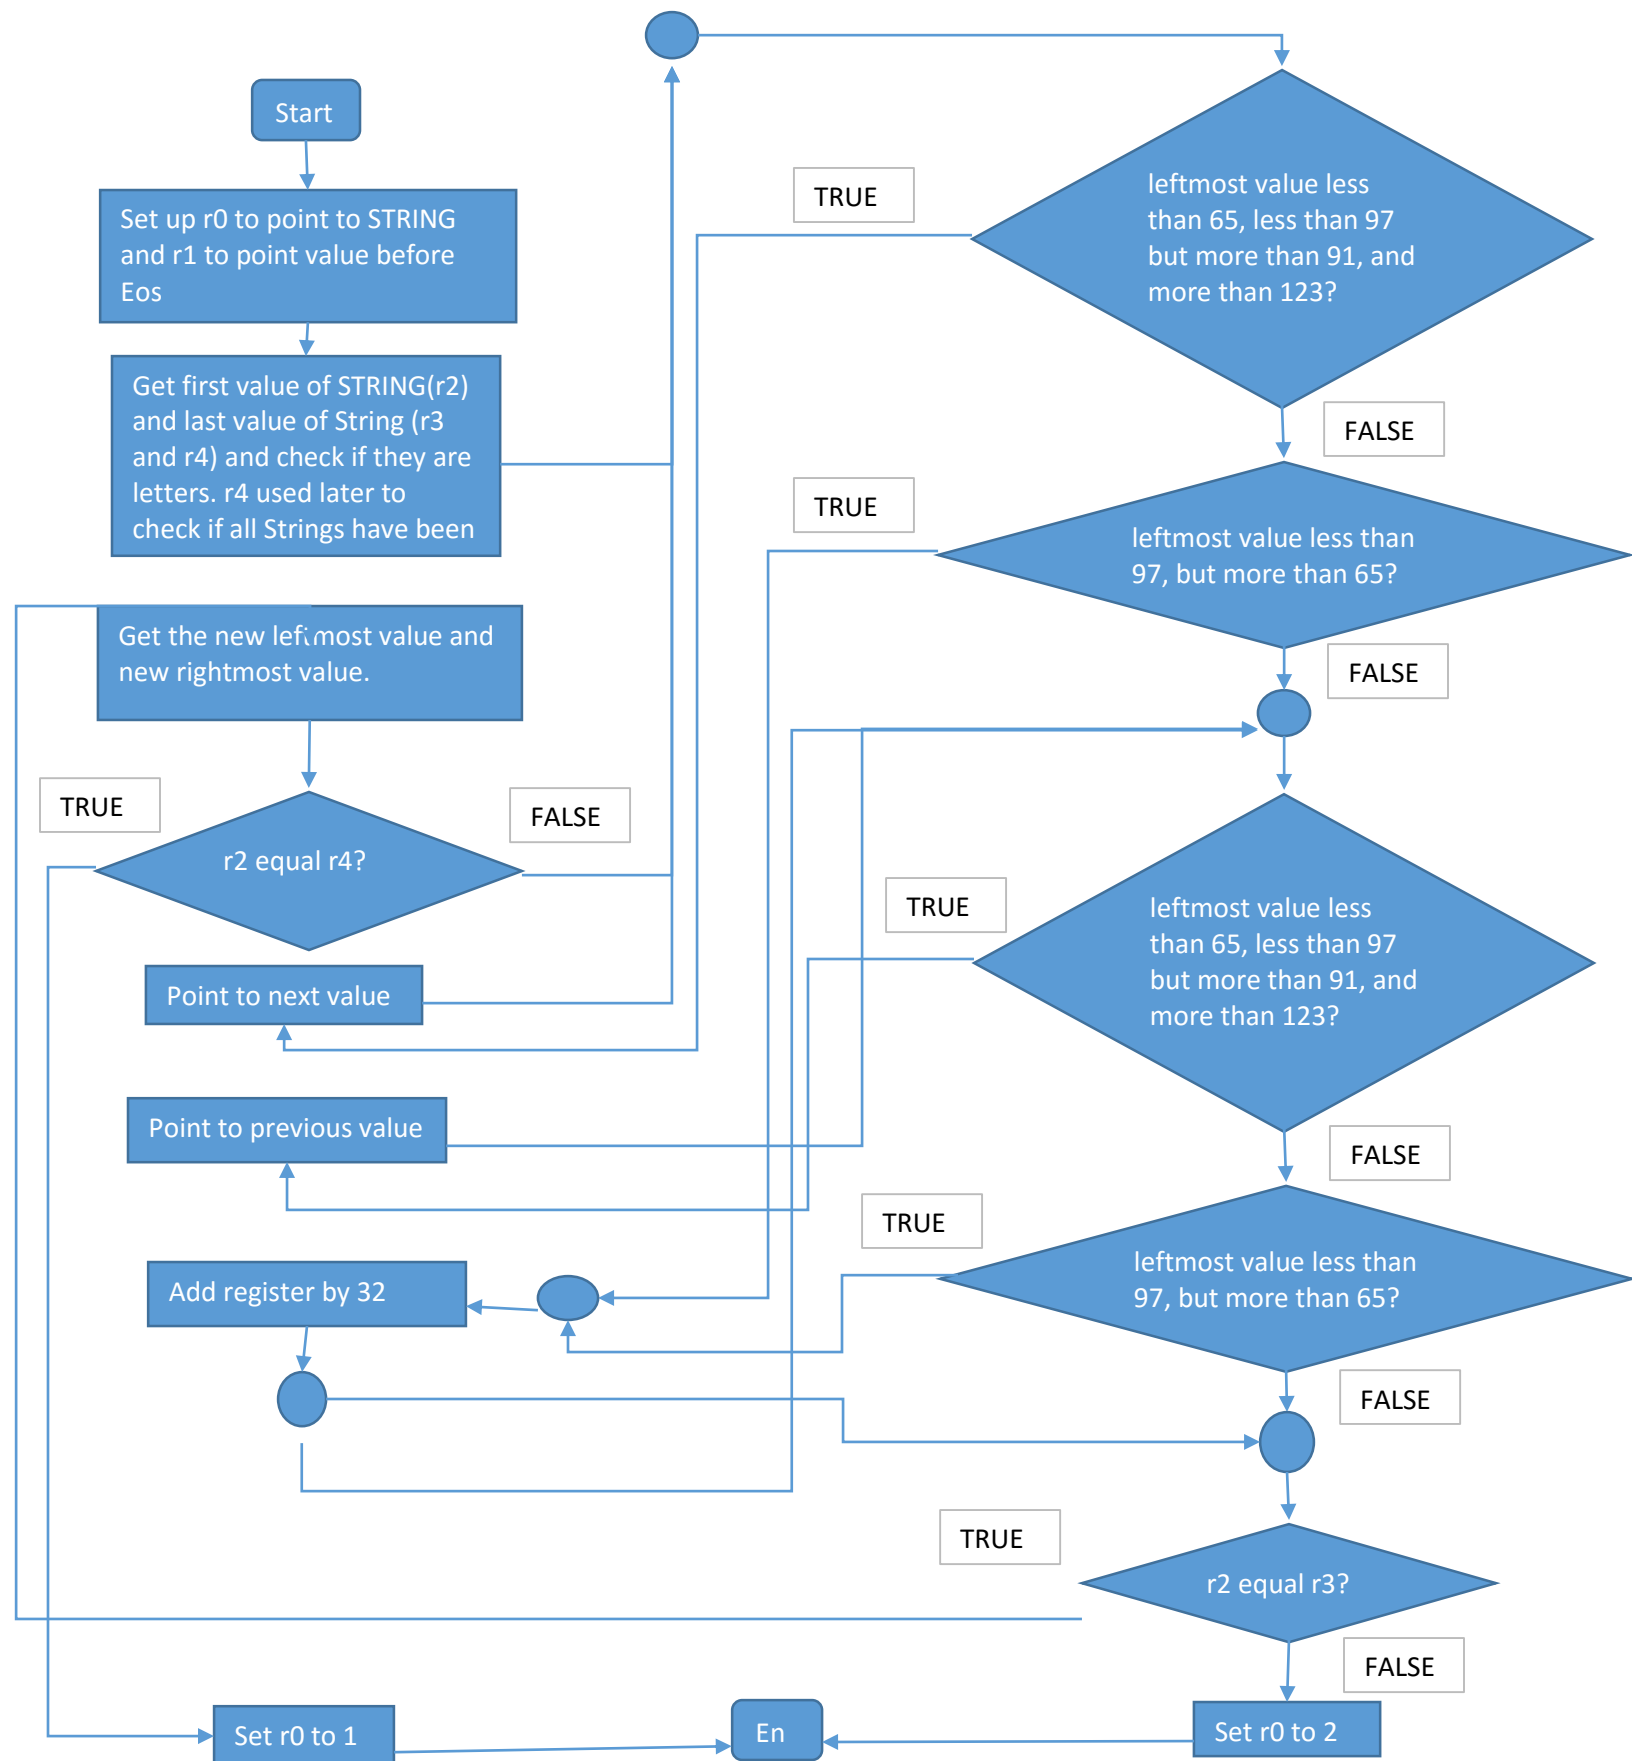 Start
Set up r0 to point to STRING
and r1 to point value before
Eos
Get first value of STRING(r2)
and last value of String (r3
and r4) and check if they are
letters. r4 used later to
check if all Strings have been
TRUE
leftmost value less
than 65, less than 97
but more than 91, and
more than 123?
FALSE
TRUE
leftmost value less than
97, but more than 65?
FALSE
Get the new leftmost value and
new rightmost value.
TRUE
FALSE
r2 equal r4?
TRUE
leftmost value less
than 65, less than 97
but more than 91, and
more than 123?
Point to next value
Point to previous value
FALSE
TRUE
leftmost value less than
97, but more than 65?
Add register by 32
FALSE
TRUE
r2 equal r3?
FALSE
Set r0 to 1
En
Set r0 to 2